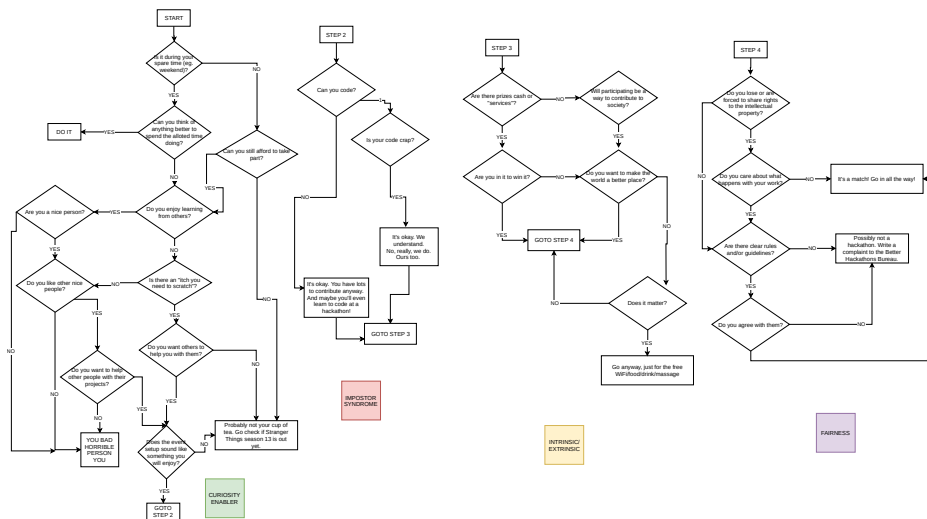 START
Is it during your
spare time (eg.
weekend)?
NO
YES
Can you think of
anything better to
spend the alloted time
doing?
YES
DO IT
NO
Can you still afford to take
part?
YES
NO
Do you enjoy learning
from others?
YES
Are you a nice person?
NO
YES
NO
Is there an "itch you
need to scratch"?
NO
Do you like other nice
people?
YES
YES
NO
Do you want others to
help you with them?
NO
YES
Do you want to help
other people with their
projects?
YES
NO
YOU BAD
HORRIBLE
PERSON
YOU
Does the event
setup sound like
something you
will enjoy?
NO
Probably not your cup of
tea. Go check if Stranger
Things season 13 is out
yet.
YES
GOTO
STEP 2
CURIOSITY
ENABLER
STEP 2
Can you code?
NO
Is your code crap?
YES
It's okay. We
understand.
No, really, we do.
Ours too.
It's okay. You have lots
to contribute anyway.
And maybe you'll even
learn to code at a
hackathon!
GOTO STEP 3
IMPOSTOR
SYNDROME
STEP 3
Are there prizes cash or
"services"?
NO
Will participating be a
way to contribute to
society?
YES
YES
Are you in it to win it?
NO
Do you want to make the
world a better place?
YES
YES
NO
GOTO STEP 4
NO
Does it matter?
YES
Go anyway, just for the free
WiFi/food/drink/massage
INTRINSIC/
EXTRINSIC
STEP 4
Do you lose or are
forced to share rights
to the intellectual
property?
YES
NO
Do you care about what
happens with your work?
NO
It's a match! Go in all the way!
YES
Are there clear rules
and/or guidelines?
NO
Possibly not a
hackathon. Write a
complaint to the Better
Hackathons Bureau.
YES
Do you agree with them?
NO
YES
FAIRNESS